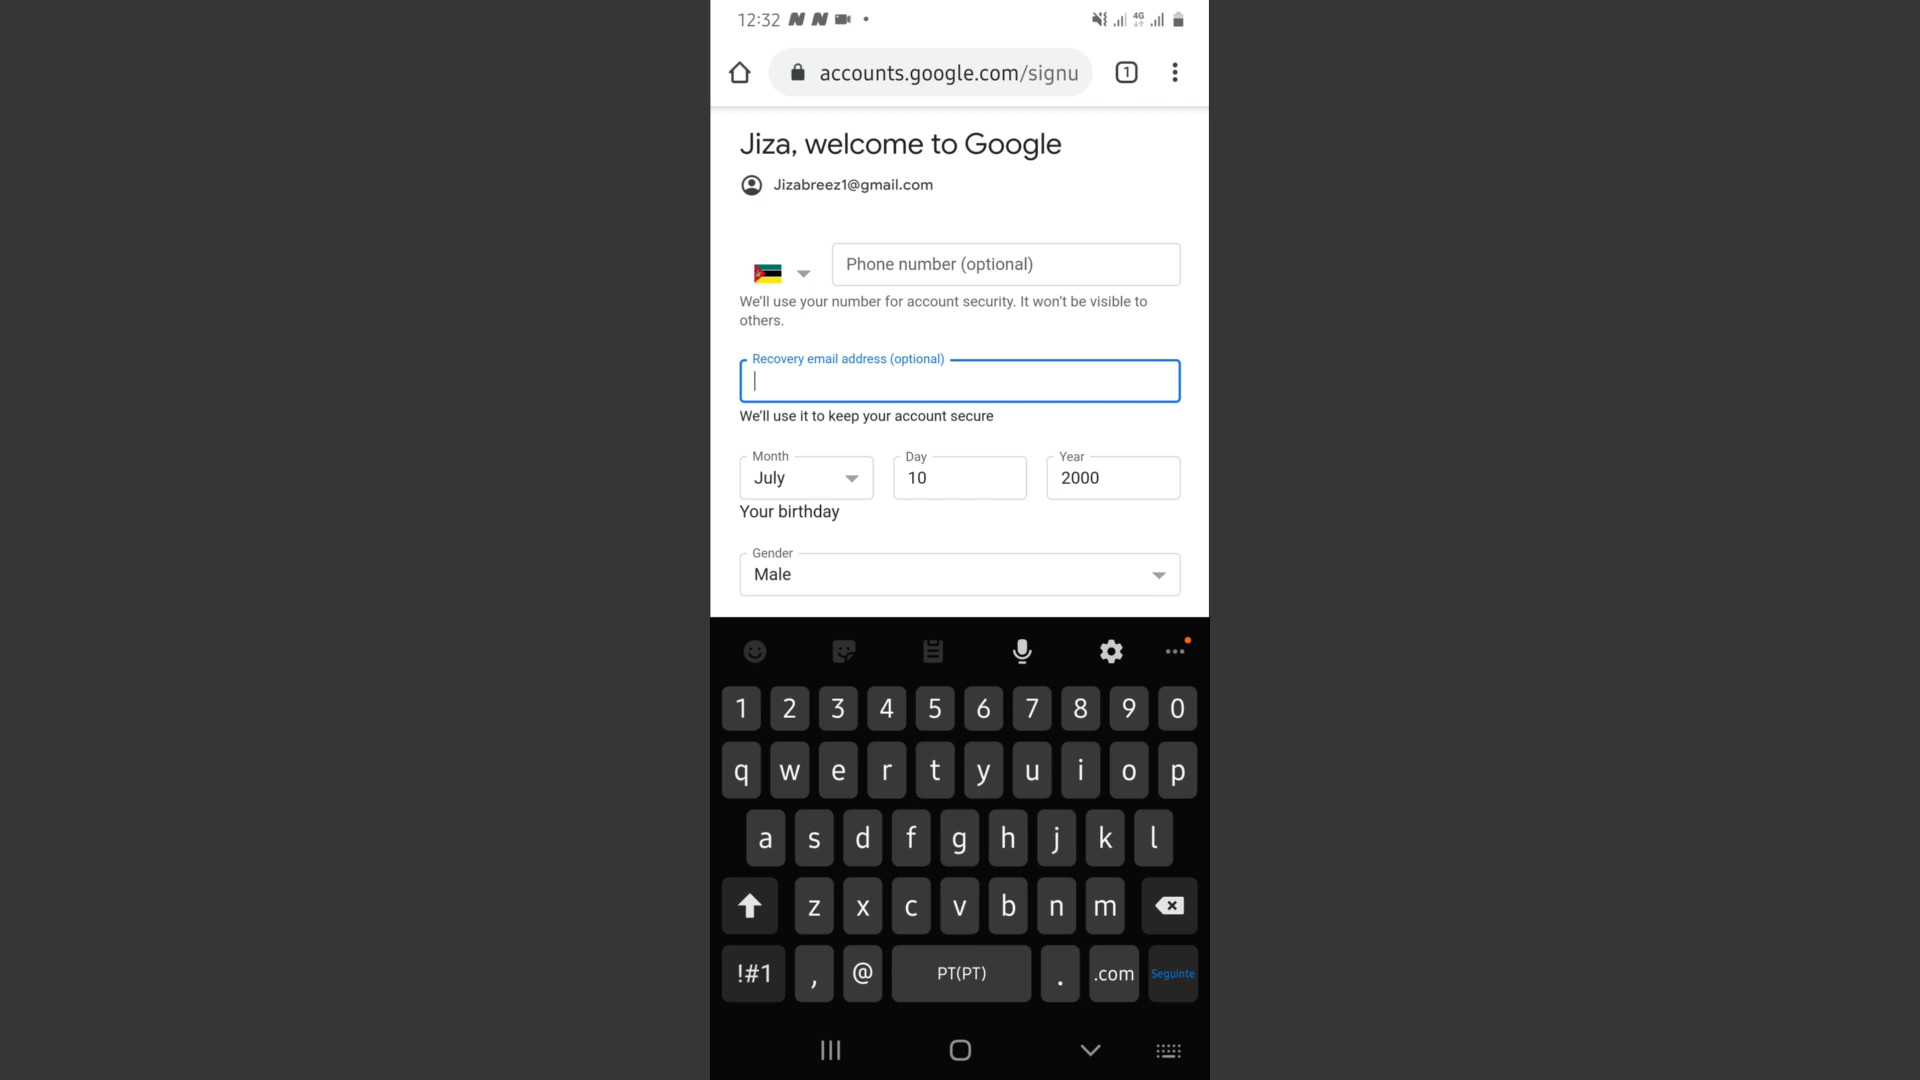 12:32
4G
accounts.google.com/signu
1
Jiza, welcome to Google
Jizabreez1@gmail.com
Phone number (optional)
We'll use your number for account security. It won't be visible to
others.
Recovery email address (optional)
We'll use it to keep your account secure
Month Day Year
July 10 2000
Your birthday
Gender
Male
1 2 3 4 5 6 7 8 9 0
q w e r t y u i o p
a s d f g h j k l
z x c v b n m
!#1 , @ PT(PT) . .com Seguinte